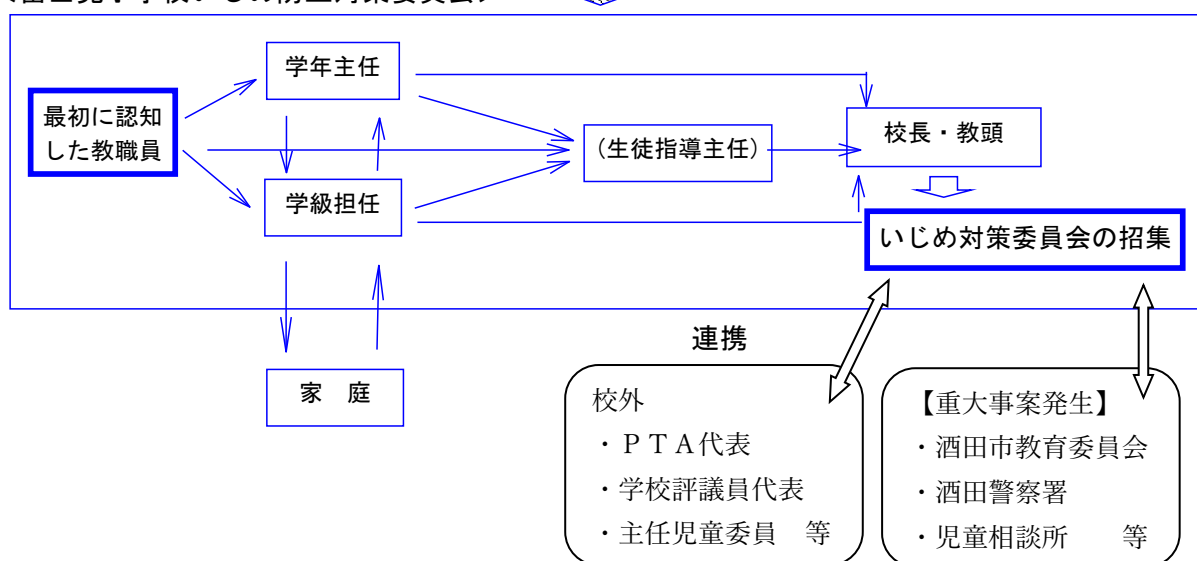 学年主任
最初に認知
した教職員
(生徒指導主任)
校長・教頭
学級担任
いじめ対策委員会の招集
連携
家　庭
校外
・ＰＴＡ代表
・学校評議員代表
・主任児童委員　等
【重大事案発生】
・酒田市教育委員会
・酒田警察署
・児童相談所　　等